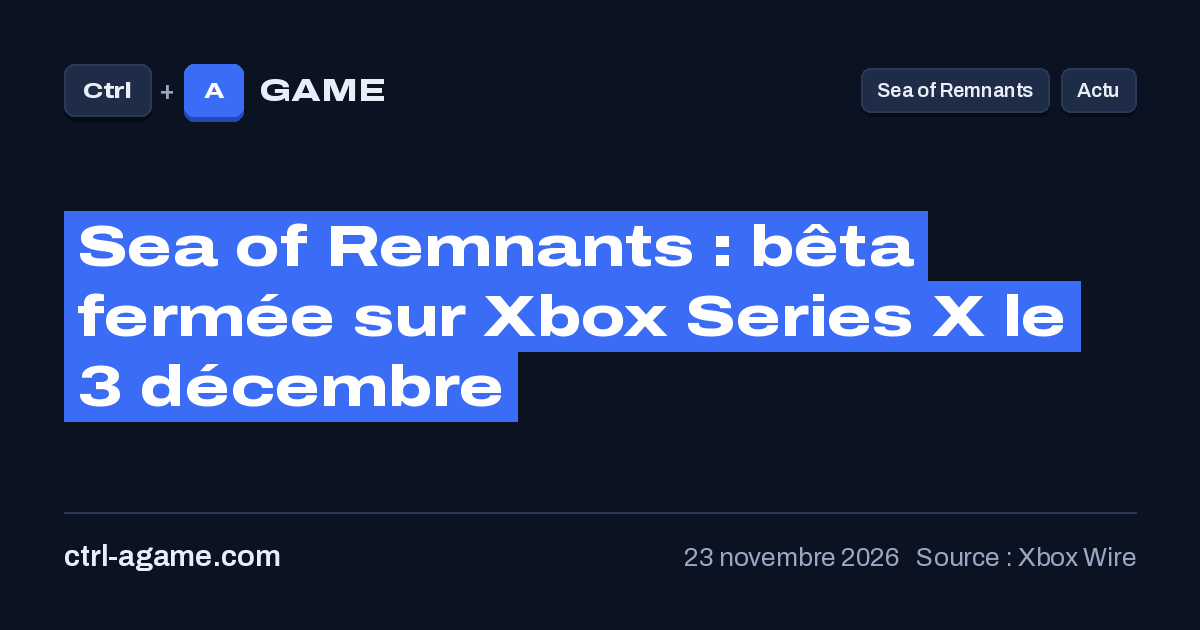 Ctrl + A GAME
Sea of Remnants Actu
Sea of Remnants : bêta
fermée sur Xbox Series X le
3 décembre
ctrl-agame.com
23 novembre 2026 Source : Xbox Wire